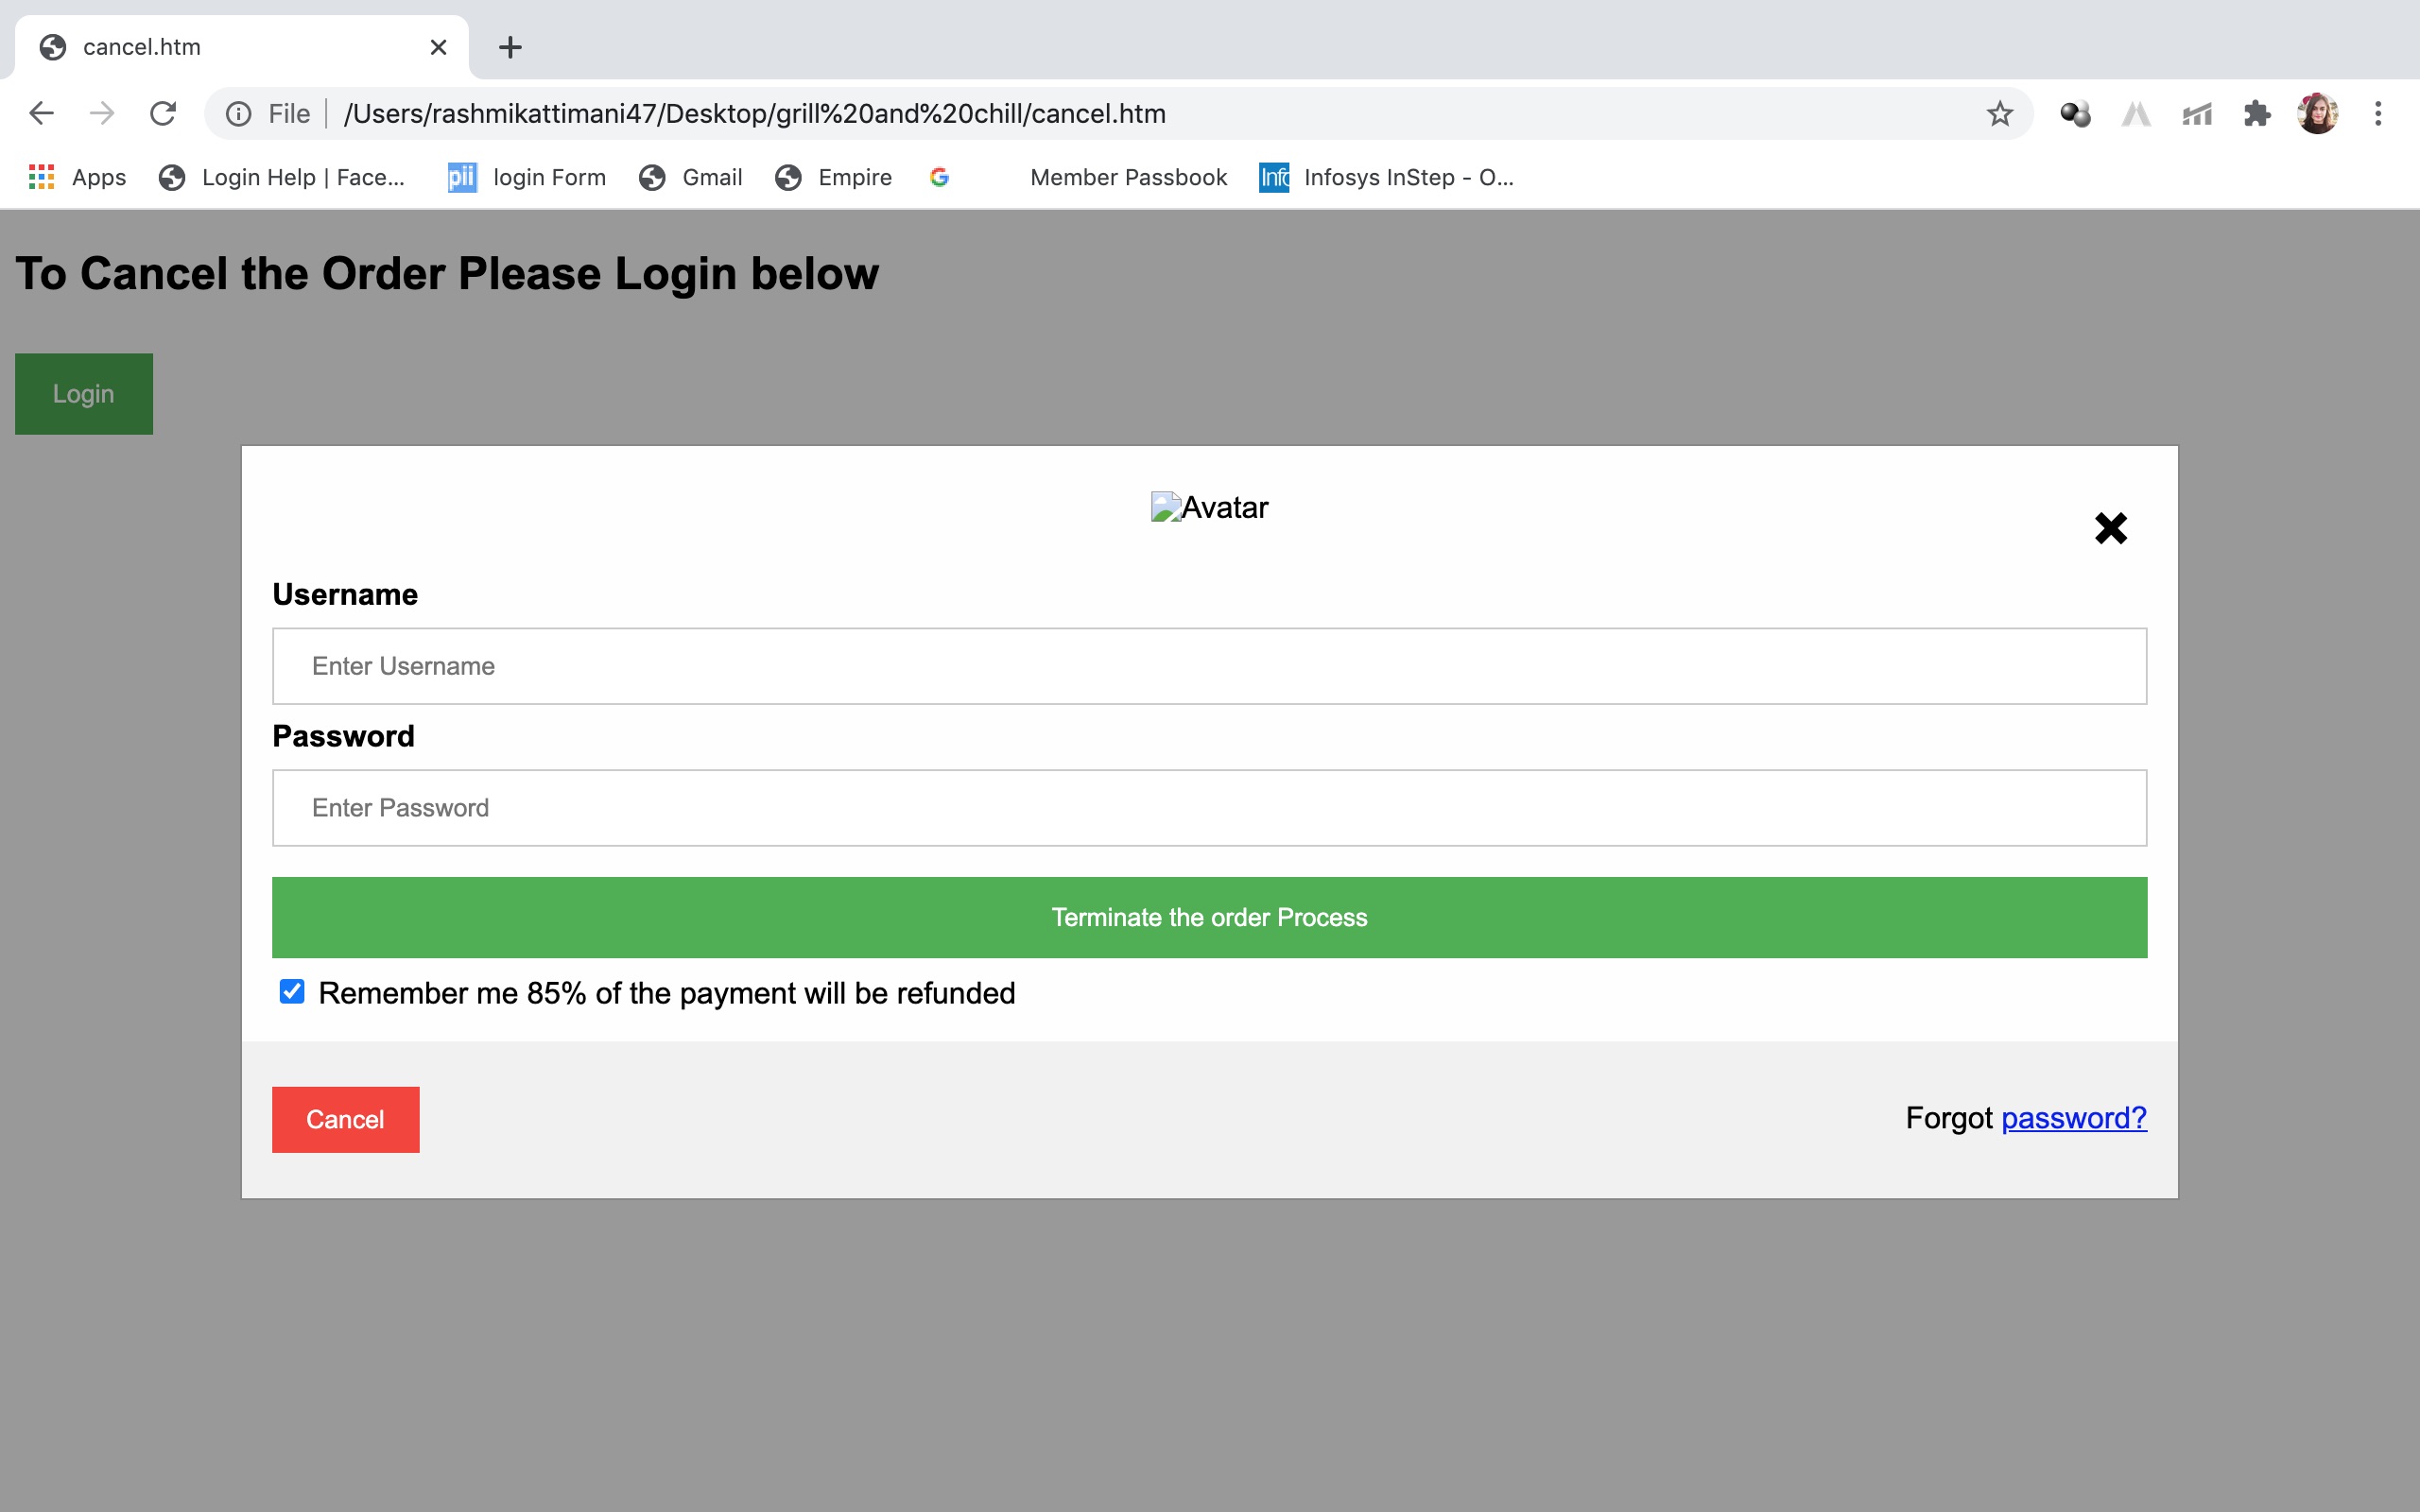 cancel.htm
File /Users/rashmikattimani47/Desktop/grill%20and%20chill/cancel.htm
Apps Login Help | Face... pii login Form Gmail Empire G Member Passbook Infc Infosys InStep - O...
To Cancel the Order Please Login below
Login
Avatar
Username
Enter Username
Password
Enter Password
Terminate the order Process
Remember me 85% of the payment will be refunded
Cancel Forgot password?